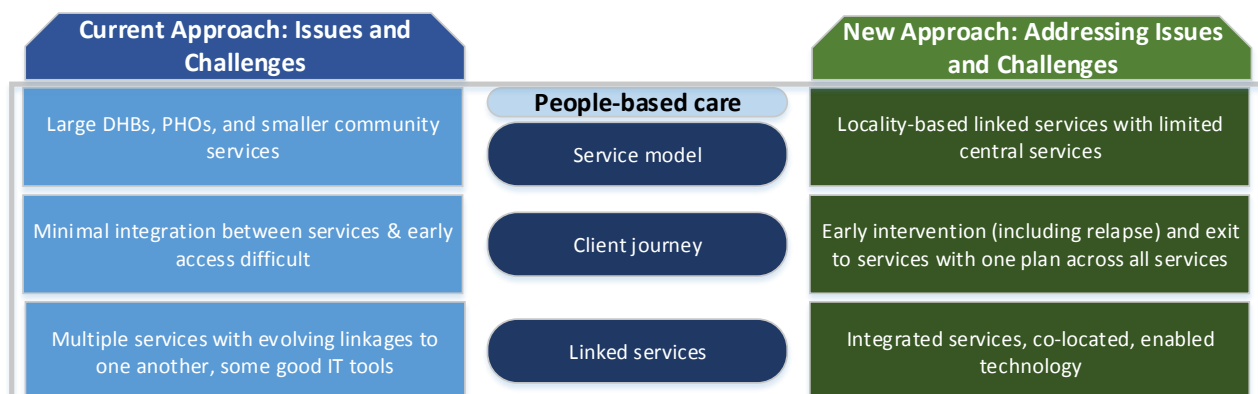 Current Approach: Issues and
Challenges
New Approach: Addressing Issues
and Challenges
People-based care
Large DHBs, PHOs, and smaller community
services
Service model
Locality-based linked services with limited
central services
Minimal integration between services & early
access difficult
Client journey
Early intervention (including relapse) and exit
to services with one plan across all services
Multiple services with evolving linkages to
one another, some good IT tools
Linked services
Integrated services, co-located, enabled
technology